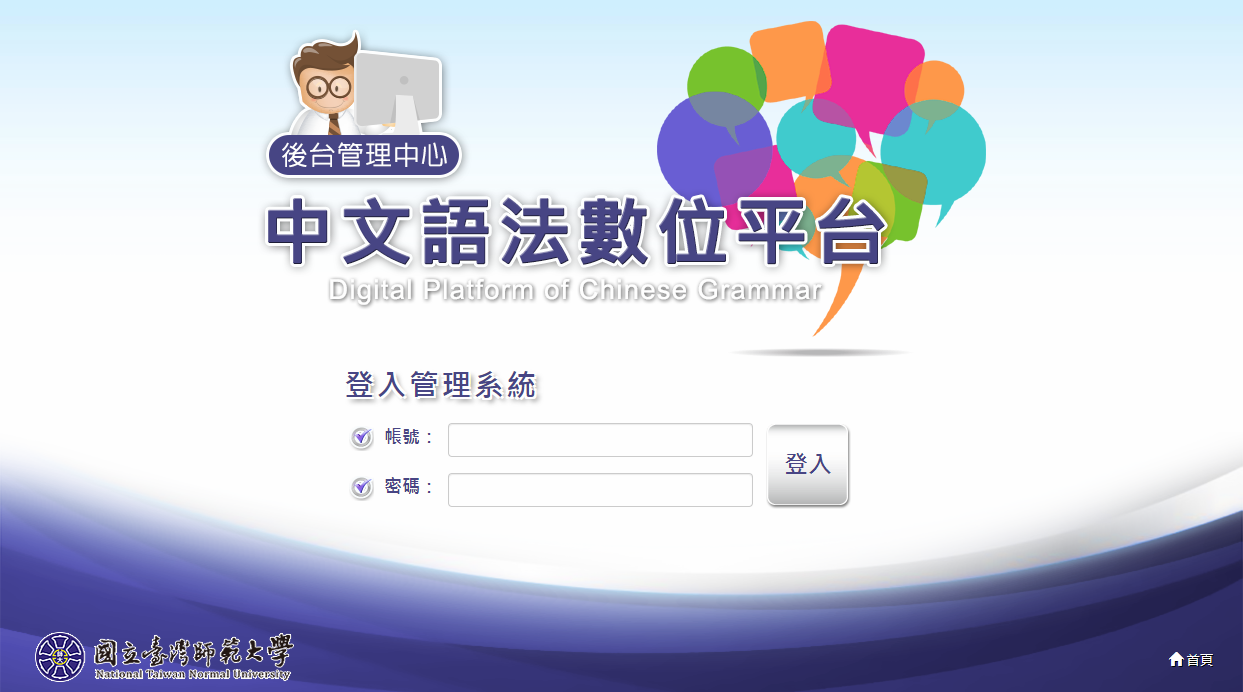 後台管理中心
中文語法數位平台
Digital Platform of Chinese Grammar
登入管理系統
帳號：
密碼：
登入
國立臺灣師範大學
National Taiwan Normal University
首頁